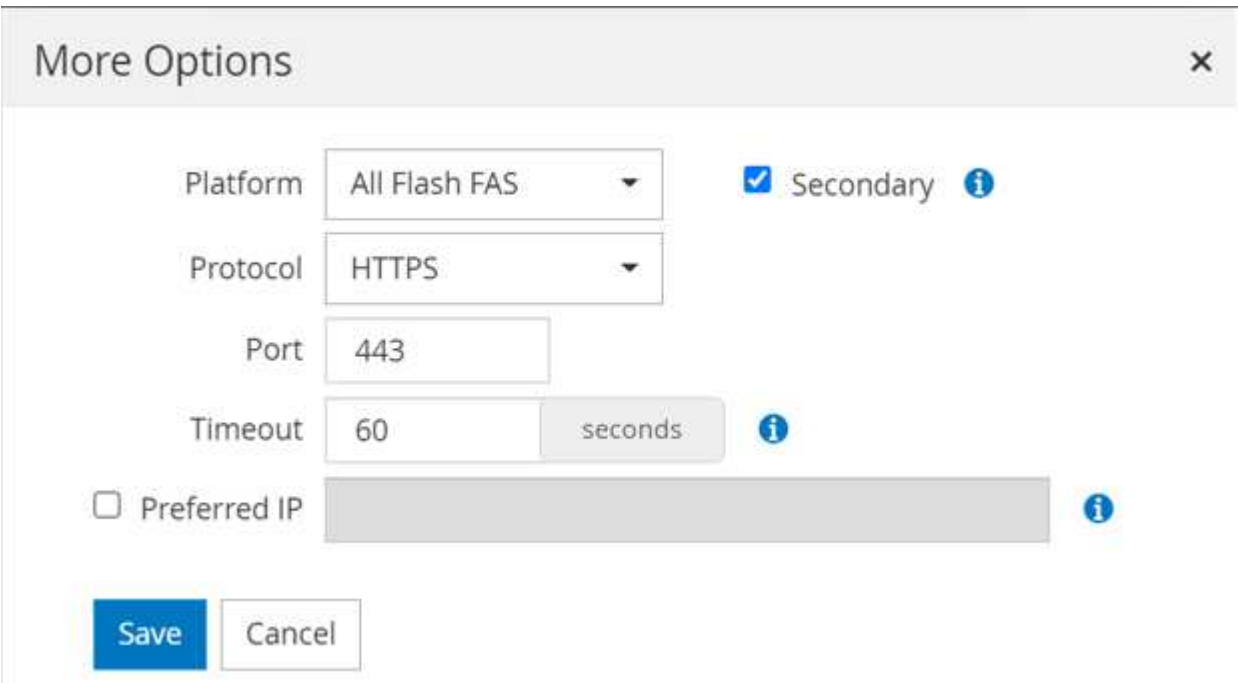 More Options
Platform All Flash FAS Secondary
Protocol HTTPS
Port 443
Timeout 60 seconds
Preferred IP
Save Cancel